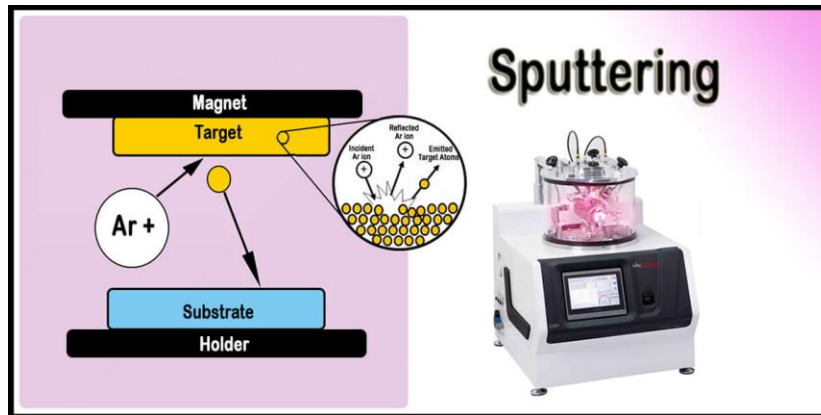 Sputtering
Magnet
Target
Incident
Ar ion
Reflected
Ar ion
Emitted
Target Atoms
+
+
Ar +
Substrate
Holder